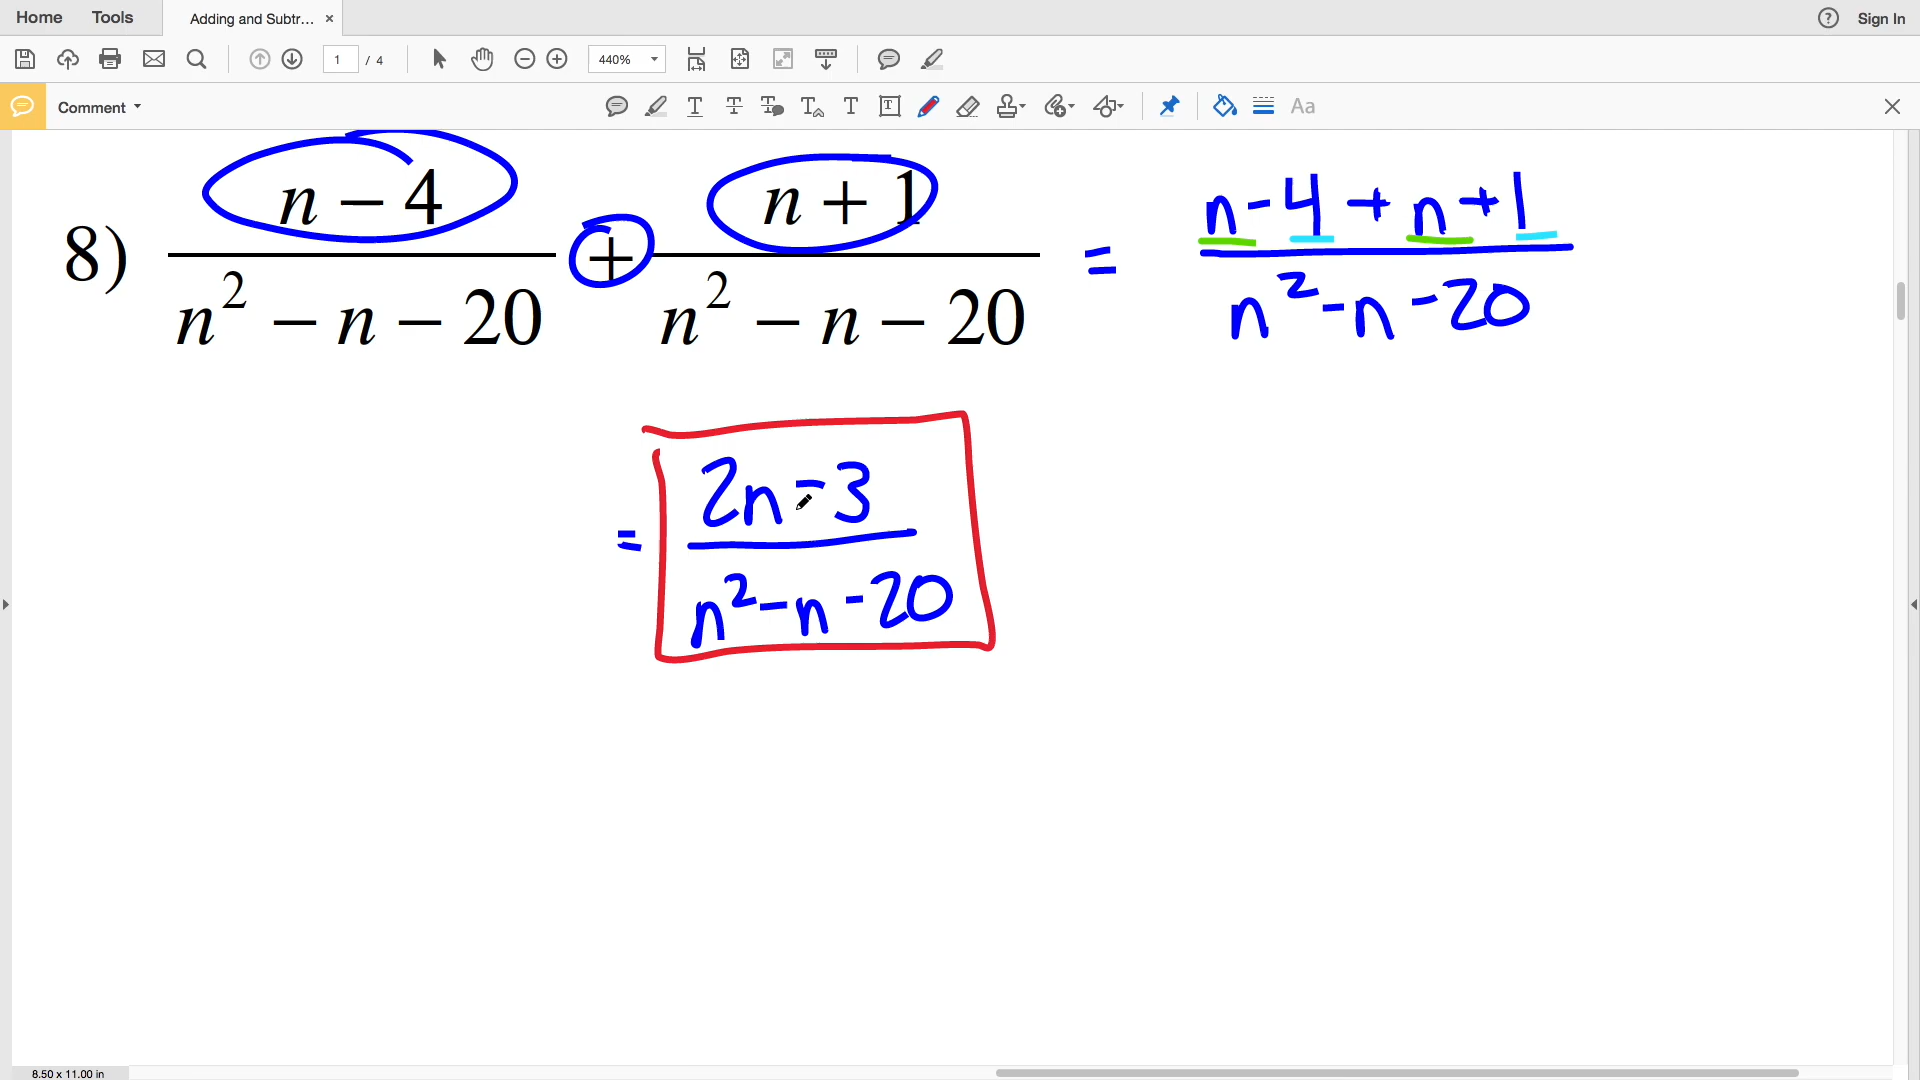 Home Tools Adding and Subtr... × ? Sign In
1 / 4 440%
Comment T T T T T T Aa
8) n − 4 / n² − n − 20 + n + 1 / n² − n − 20 = n - 4 + n + 1 / n² - n - 20
= 2n - 3 / n² - n - 20
8.50 x 11.00 in